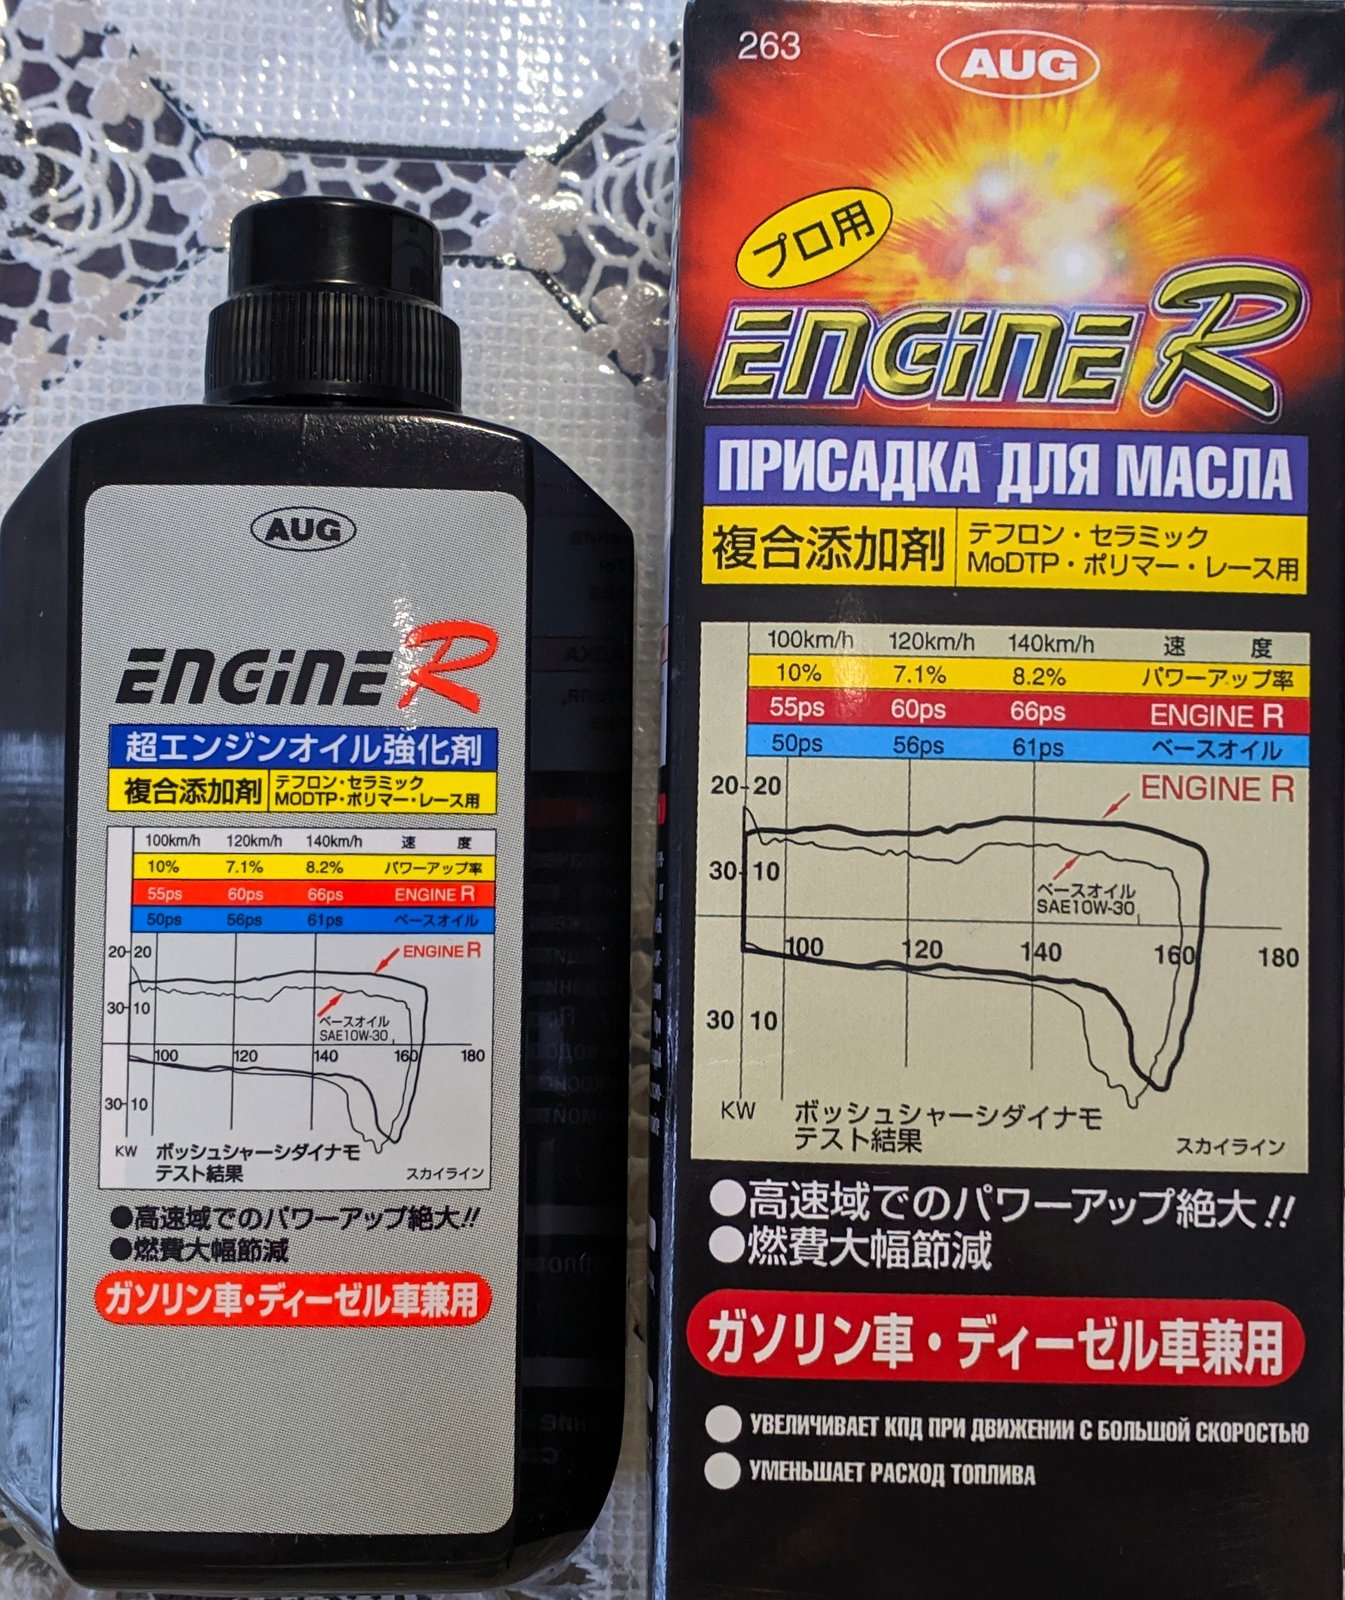 AUG
ENGINE R
超エンジンオイル強化剤
複合添加剤
テフロン・セラミック
MODTP・ポリマー・レース用
100km/h 120km/h 140km/h 速 度
10% 7.1% 8.2% パワーアップ率
55ps 60ps 66ps ENGINE R
50ps 56ps 61ps ベースオイル
20 20
ENGINE R
30 10
ベースオイル
SAE10W-30
100 120 140 160 180
30 10
KW
ボッシュシャーシダイナモ
テスト結果
スカイライン
●高速域でのパワーアップ絶大!!
●燃費大幅節減
ガソリン車・ディーゼル車兼用
263
AUG
プロ用
ENGINE R
ПРИСАДКА ДЛЯ МАСЛА
複合添加剤
テフロン・セラミック
MoDTP・ポリマー・レース用
100km/h 120km/h 140km/h 速 度
10% 7.1% 8.2% パワーアップ率
55ps 60ps 66ps ENGINE R
50ps 56ps 61ps ベースオイル
20 20
ENGINE R
30 10
ベースオイル
SAE10W-30
100 120 140 160 180
30 10
KW
ボッシュシャーシダイナモ
テスト結果
スカイライン
●高速域でのパワーアップ絶大!!
●燃費大幅節減
ガソリン車・ディーゼル車兼用
● УВЕЛИЧИВАЕТ КПД ПРИ ДВИЖЕНИИ С БОЛЬШОЙ СКОРОСТЬЮ
● УМЕНЬШАЕТ РАСХОД ТОПЛИВА